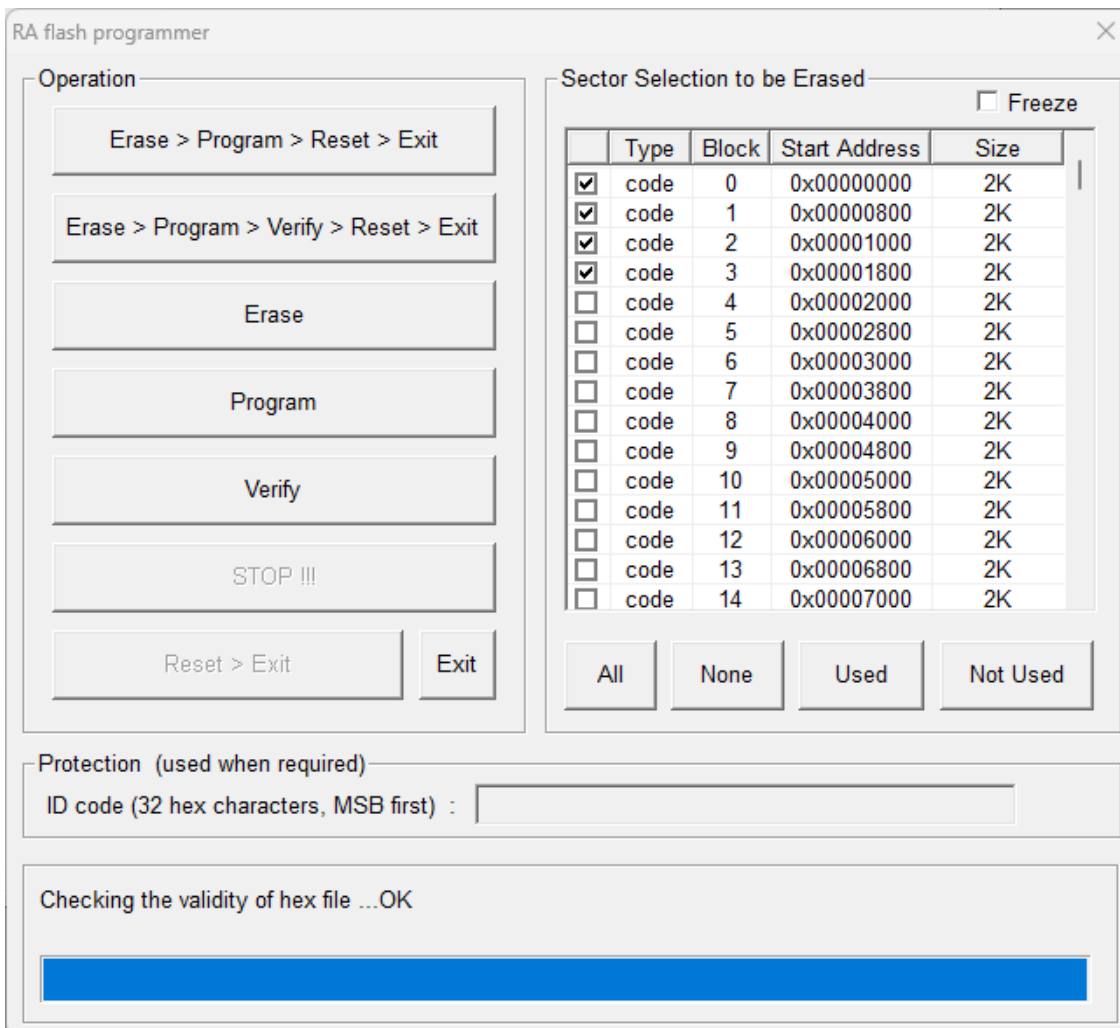 RA flash programmer
Operation
Erase > Program > Reset > Exit
Erase > Program > Verify > Reset > Exit
Erase
Program
Verify
STOP !!!
Reset > Exit
Exit
Sector Selection to be Erased
Freeze
Type Block Start Address Size
code 0 0x00000000 2K
code 1 0x00000800 2K
code 2 0x00001000 2K
code 3 0x00001800 2K
code 4 0x00002000 2K
code 5 0x00002800 2K
code 6 0x00003000 2K
code 7 0x00003800 2K
code 8 0x00004000 2K
code 9 0x00004800 2K
code 10 0x00005000 2K
code 11 0x00005800 2K
code 12 0x00006000 2K
code 13 0x00006800 2K
code 14 0x00007000 2K
All None Used Not Used
Protection (used when required)
ID code (32 hex characters, MSB first) :
Checking the validity of hex file ...OK